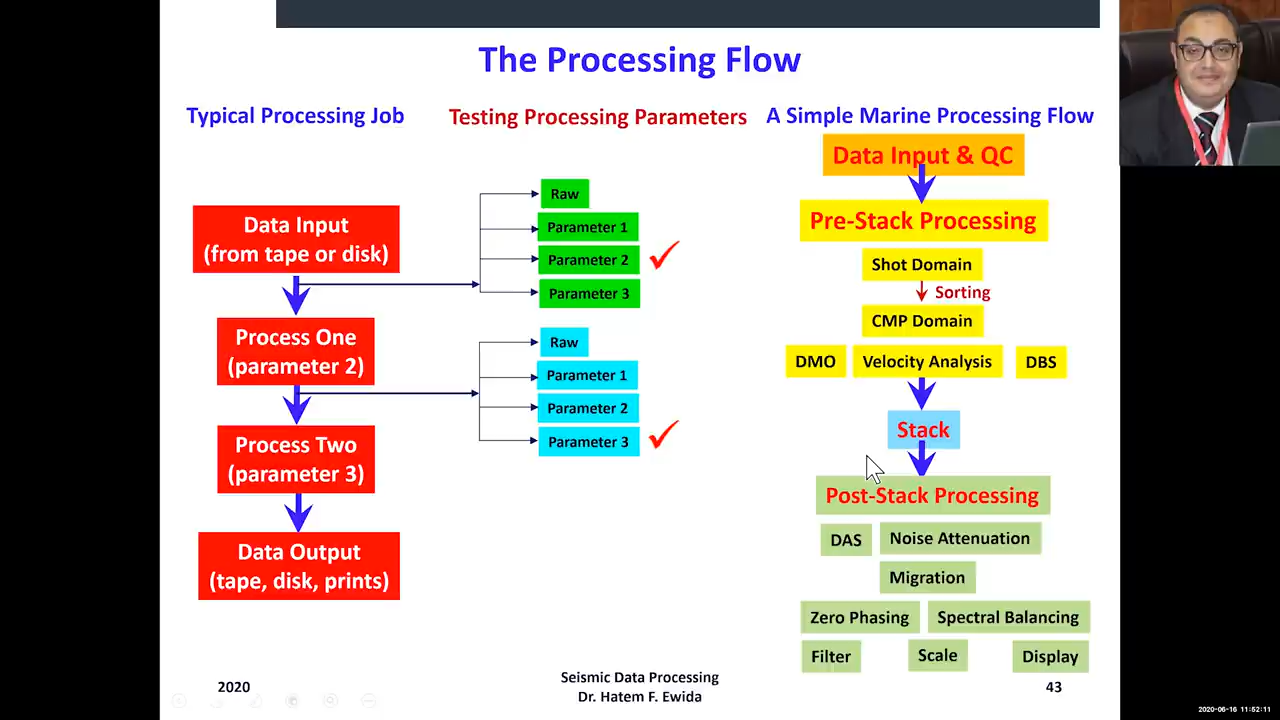 The Processing Flow
Typical Processing Job
Testing Processing Parameters
A Simple Marine Processing Flow
Data Input
(from tape or disk)
Process One
(parameter 2)
Process Two
(parameter 3)
Data Output
(tape, disk, prints)
Raw
Parameter 1
Parameter 2
Parameter 3
Raw
Parameter 1
Parameter 2
Parameter 3
Data Input & QC
Pre-Stack Processing
Shot Domain
Sorting
CMP Domain
DMO
Velocity Analysis
DBS
Stack
Post-Stack Processing
DAS
Noise Attenuation
Migration
Zero Phasing
Spectral Balancing
Filter
Scale
Display
2020
Seismic Data Processing
Dr. Hatem F. Ewida
43
2020-06-16 11:52:11